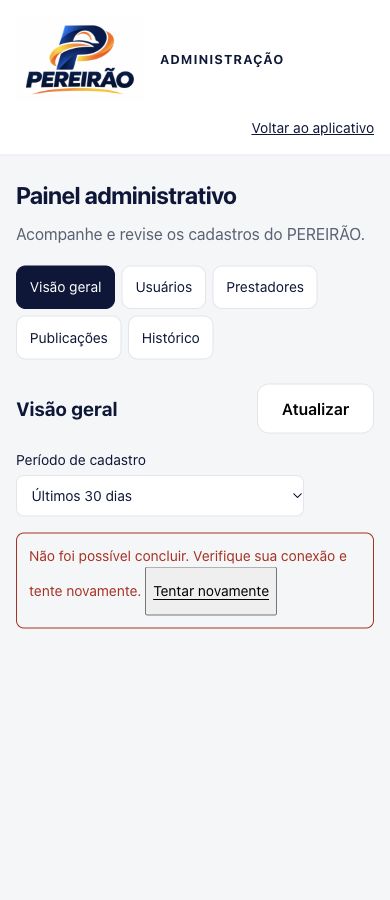 PEREIRÃO
ADMINISTRAÇÃO
Voltar ao aplicativo
Painel administrativo
Acompanhe e revise os cadastros do PEREIRÃO.
Visão geral
Usuários
Prestadores
Publicações
Histórico
Visão geral
Atualizar
Período de cadastro
Últimos 30 dias
Não foi possível concluir. Verifique sua conexão e
tente novamente. Tentar novamente